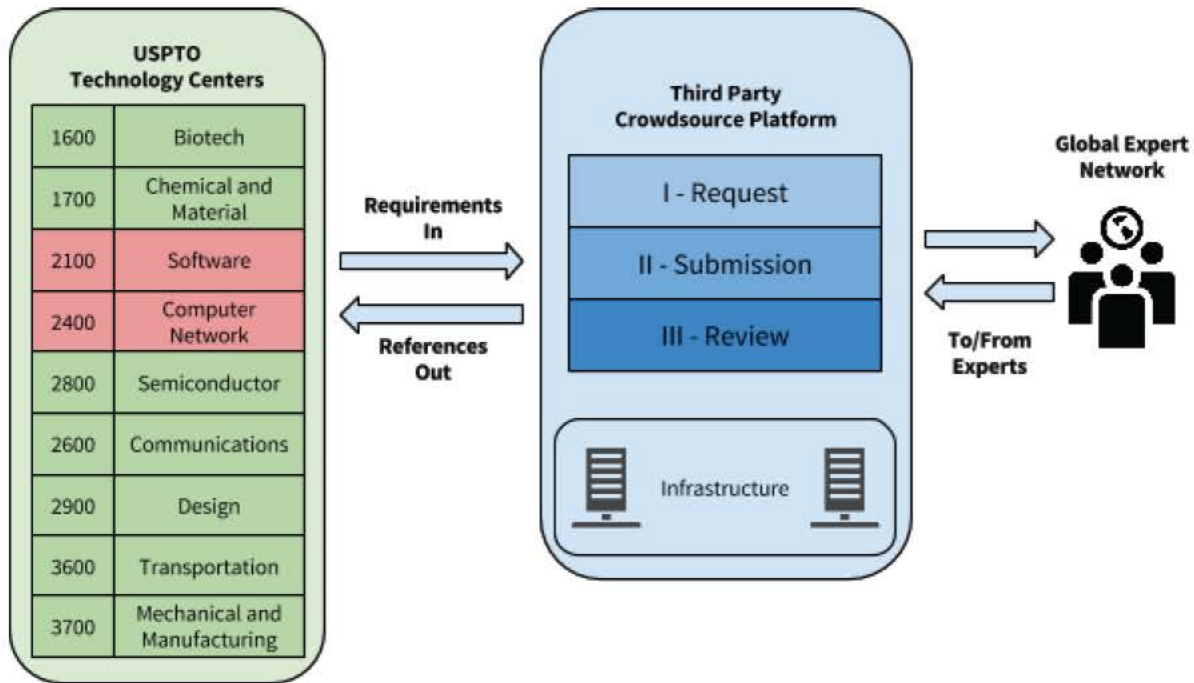 USPTO
Technology Centers
1600 Biotech
1700 Chemical and
Material
2100 Software
2400 Computer
Network
2800 Semiconductor
2600 Communications
2900 Design
3600 Transportation
3700 Mechanical and
Manufacturing
Requirements
In
References
Out
Third Party
Crowdsource Platform
I - Request
II - Submission
III - Review
Infrastructure
Global Expert
Network
To/From
Experts